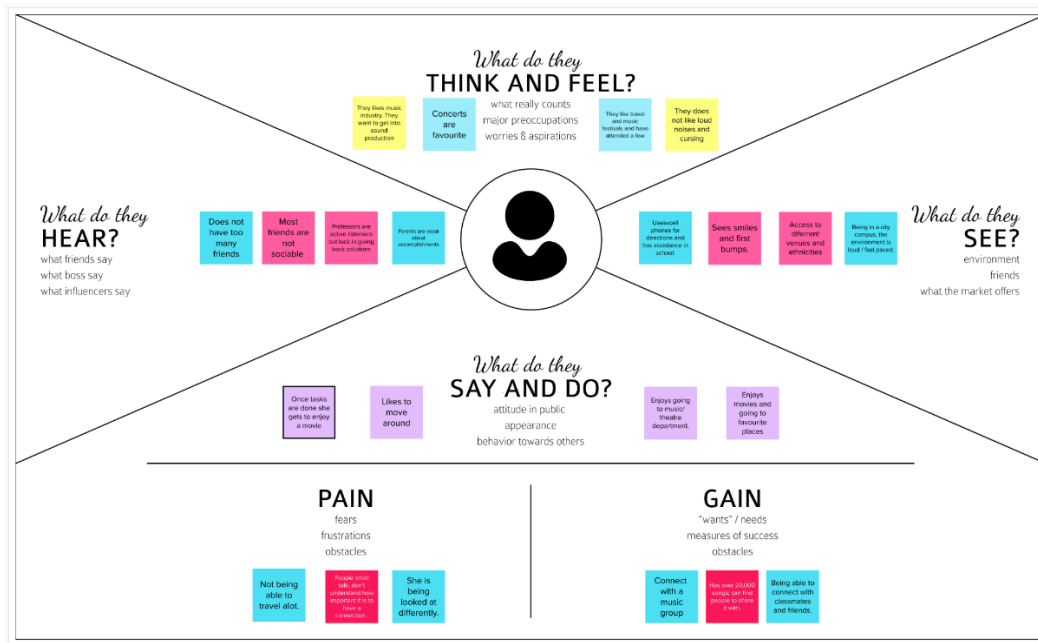 What do they
THINK AND FEEL?
what really counts
major preoccupations
worries & aspirations
They likes music
industry. They
want to get into
sound
production
Concerts
are
favourite
They like travel
and music
festivals and have
attended a few
They does
not like loud
noises and
cursing
What do they
HEAR?
what friends say
what boss say
what influencers say
Does not
have too
many
friends
Most
friends are
not
sociable
Professors are
active listeners
but lack in giving
back solutions
Parents are vocal
about
accomplishments.
Uses cell
phones for
directions and
has assistance in
school.
Sees smiles
and first
bumps.
Access to
different
venues and
ethnicities
Being in a city
campus, the
environment is
loud / fast paced.
What do they
SEE?
environment
friends
what the market offers
What do they
SAY AND DO?
attitude in public
appearance
behavior towards others
Once tasks
are done she
gets to enjoy
a movie
Likes to
move
around
Enjoys going
to music/
theatre
department.
Enjoys
movies and
going to
favourite
places
PAIN
fears
frustrations
obstacles
Not being
able to
travel alot.
People small
talk, don't
understand how
important it is to
have a
connection.
She is
being
looked at
differently.
GAIN
"wants" / needs
measures of success
obstacles
Connect
with a
music
group
Has over 20,000
songs, can find
people to share
it with
Being able to
connect with
classmates
and friends.